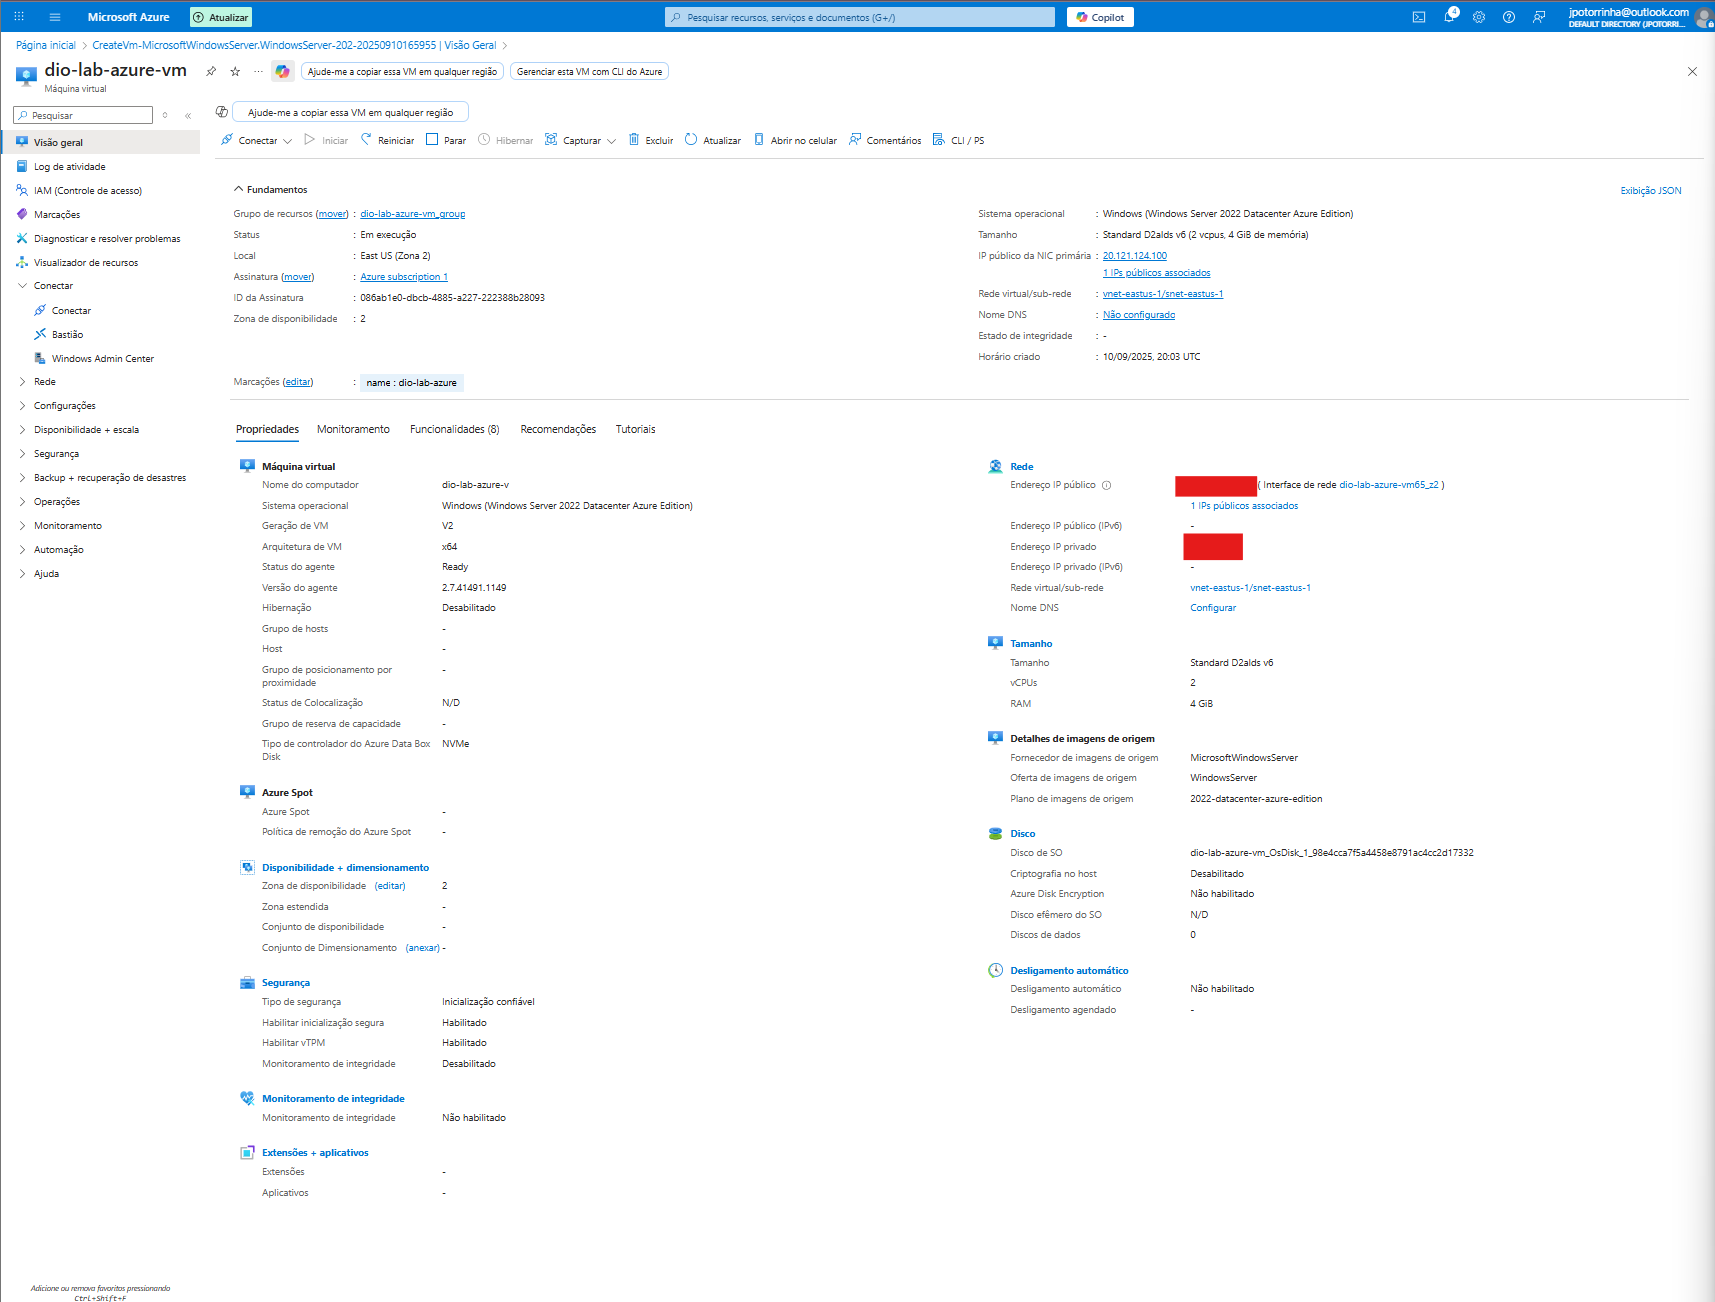 Microsoft Azure
Atualizar
Pesquisar recursos, serviços e documentos (G+/)
Copilot
4
jpotorrinha@outlook.com
DEFAULT DIRECTORY (JPOTORRI...
Página inicial > CreateVm-MicrosoftWindowsServer.WindowsServer-202-20250910165955 | Visão Geral >
dio-lab-azure-vm
Ajude-me a copiar essa VM em qualquer região
Gerenciar esta VM com CLI do Azure
Máquina virtual
Pesquisar
Visão geral
Log de atividade
IAM (Controle de acesso)
Marcações
Diagnosticar e resolver problemas
Visualizador de recursos
Conectar
Conectar
Bastião
Windows Admin Center
Rede
Configurações
Disponibilidade + escala
Segurança
Backup + recuperação de desastres
Operações
Monitoramento
Automação
Ajuda
Adicione ou remova favoritos pressionando
Ctrl+Shift+F
Ajude-me a copiar essa VM em qualquer região
Conectar Iniciar Reiniciar Parar Hibernar Capturar Excluir Atualizar Abrir no celular Comentários CLI / PS
Fundamentos
Exibição JSON
Grupo de recursos (mover) : dio-lab-azure-vm_group
Status : Em execução
Local : East US (Zona 2)
Assinatura (mover) : Azure subscription 1
ID da Assinatura : 086ab1e0-dbcb-4885-a227-222388b28093
Zona de disponibilidade : 2
Sistema operacional : Windows (Windows Server 2022 Datacenter Azure Edition)
Tamanho : Standard D2alds v6 (2 vcpus, 4 GiB de memória)
IP público da NIC primária : 20.121.124.100
1 IPs públicos associados
Rede virtual/sub-rede : vnet-eastus-1/snet-eastus-1
Nome DNS : Não configurado
Estado de integridade : -
Horário criado : 10/09/2025, 20:03 UTC
Marcações (editar) : name : dio-lab-azure
Propriedades Monitoramento Funcionalidades (8) Recomendações Tutoriais
Máquina virtual
Nome do computador dio-lab-azure-v
Sistema operacional Windows (Windows Server 2022 Datacenter Azure Edition)
Geração de VM V2
Arquitetura de VM x64
Status do agente Ready
Versão do agente 2.7.41491.1149
Hibernação Desabilitado
Grupo de hosts -
Host -
Grupo de posicionamento por -
proximidade
Status de Colocalização N/D
Grupo de reserva de capacidade -
Tipo de controlador do Azure Data Box NVMe
Disk
Azure Spot
Azure Spot -
Política de remoção do Azure Spot -
Disponibilidade + dimensionamento
Zona de disponibilidade (editar) 2
Zona estendida -
Conjunto de disponibilidade -
Conjunto de Dimensionamento (anexar) -
Segurança
Tipo de segurança Inicialização confiável
Habilitar inicialização segura Habilitado
Habilitar vTPM Habilitado
Monitoramento de integridade Desabilitado
Monitoramento de integridade
Monitoramento de integridade Não habilitado
Extensões + aplicativos
Extensões -
Aplicativos -
Rede
Endereço IP público ( Interface de rede dio-lab-azure-vm65_z2 )
1 IPs públicos associados
Endereço IP público (IPv6) -
Endereço IP privado
Endereço IP privado (IPv6) -
Rede virtual/sub-rede vnet-eastus-1/snet-eastus-1
Nome DNS Configurar
Tamanho
Tamanho Standard D2alds v6
vCPUs 2
RAM 4 GiB
Detalhes de imagens de origem
Fornecedor de imagens de origem MicrosoftWindowsServer
Oferta de imagens de origem WindowsServer
Plano de imagens de origem 2022-datacenter-azure-edition
Disco
Disco de SO dio-lab-azure-vm_OsDisk_1_98e4cca7f5a4458e8791ac4cc2d17332
Criptografia no host Desabilitado
Azure Disk Encryption Não habilitado
Disco efêmero do SO N/D
Discos de dados 0
Desligamento automático
Desligamento automático Não habilitado
Desligamento agendado -